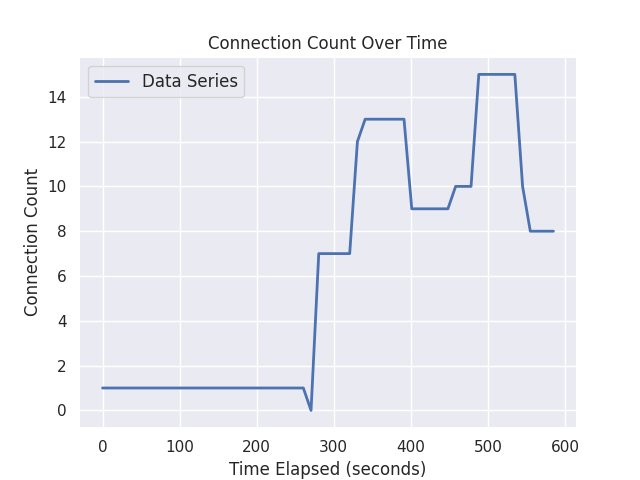 Connection Count Over Time
Data Series
Connection Count
14
12
10
8
6
4
2
0
0 100 200 300 400 500 600
Time Elapsed (seconds)